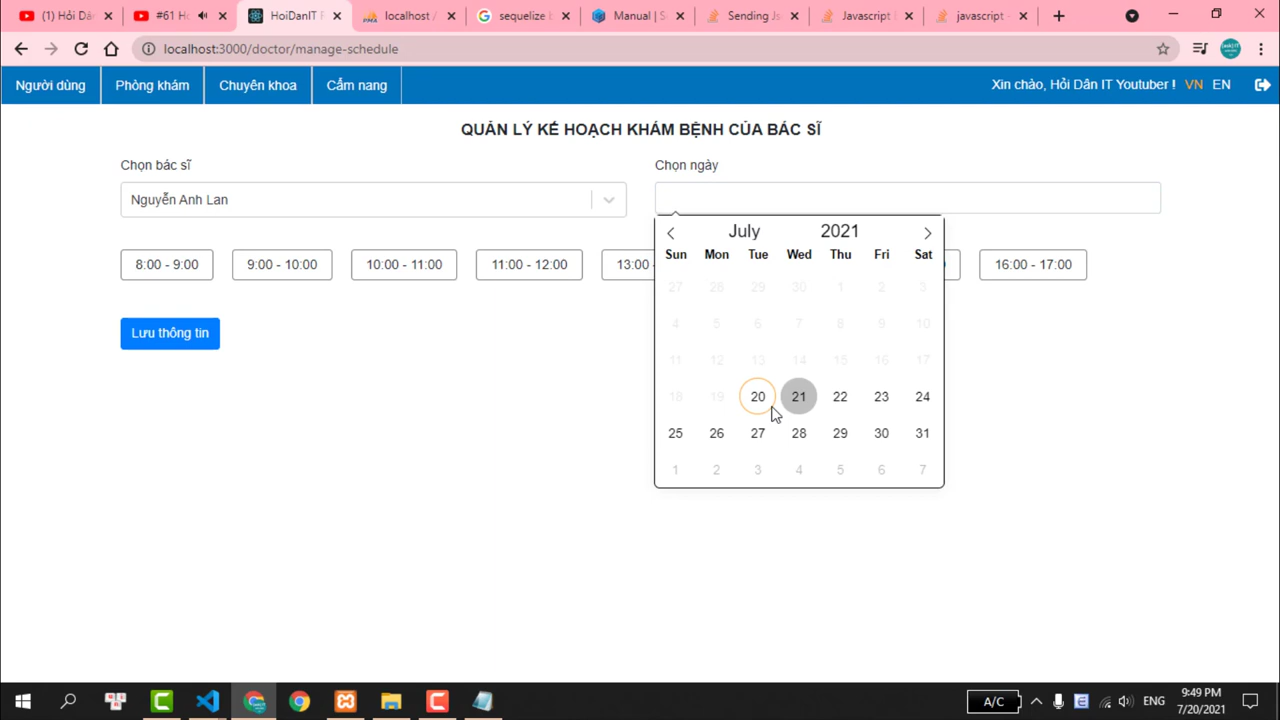 (1) Hỏi Dâ
#61 H
HoiDanIT F
localhost /
sequelize b
Manual | S
Sending Js
Javascript
javascript -
localhost:3000/doctor/manage-schedule
Người dùng Phòng khám Chuyên khoa Cẩm nang
Xin chào, Hỏi Dân IT Youtuber ! VN EN
QUẢN LÝ KẾ HOẠCH KHÁM BỆNH CỦA BÁC SĨ
Chọn bác sĩ
Chọn ngày
Nguyễn Anh Lan
8:00 - 9:00 9:00 - 10:00 10:00 - 11:00 11:00 - 12:00 13:00 - 16:00 - 17:00
Lưu thông tin
July 2021
Sun Mon Tue Wed Thu Fri Sat
27 28 29 30 1 2 3
4 5 6 7 8 9 10
11 12 13 14 15 16 17
18 19 20 21 22 23 24
25 26 27 28 29 30 31
1 2 3 4 5 6 7
A/C
ENG
9:49 PM
7/20/2021